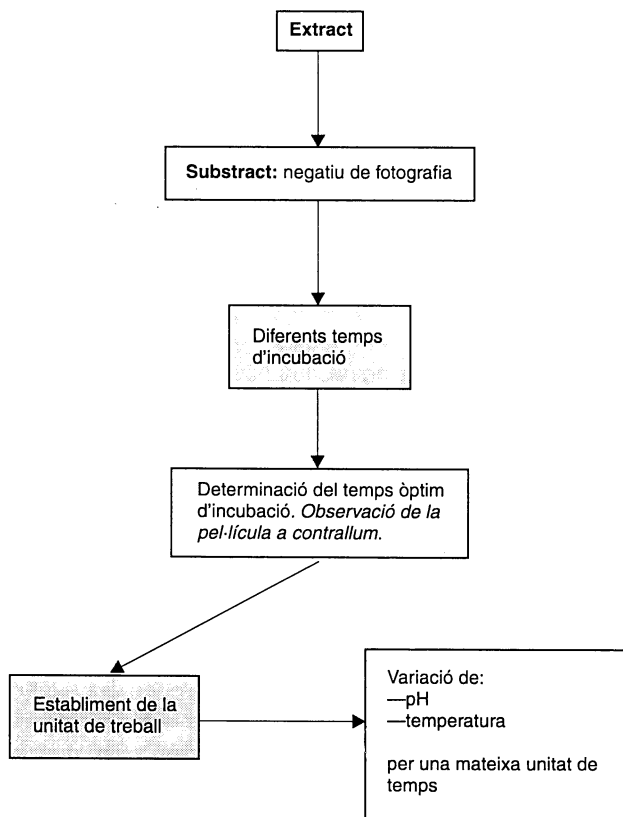 Extract
Substract: negatiu de fotografia
Diferents temps
d'incubació
Determinació del temps òptim
d'incubació. Observació de la
pel·lícula a contrallum.
Establiment de la
unitat de treball
Variació de:
—pH
—temperatura
per una mateixa unitat de
temps